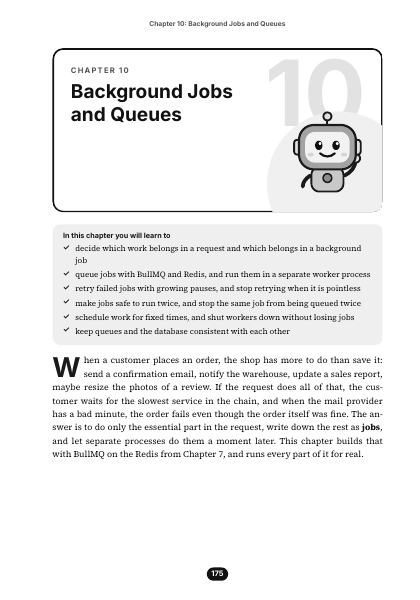 Chapter 10: Background Jobs and Queues
10
CHAPTER 10
Background Jobs
and Queues
In this chapter you will learn to
✓ decide which work belongs in a request and which belongs in a background
job
✓ queue jobs with BullMQ and Redis, and run them in a separate worker process
✓ retry failed jobs with growing pauses, and stop retrying when it is pointless
✓ make jobs safe to run twice, and stop the same job from being queued twice
✓ schedule work for fixed times, and shut workers down without losing jobs
✓ keep queues and the database consistent with each other
When a customer places an order, the shop has more to do than save it:
send a confirmation email, notify the warehouse, update a sales report,
maybe resize the photos of a review. If the request does all of that, the cus-
tomer waits for the slowest service in the chain, and when the mail provider
has a bad minute, the order fails even though the order itself was fine. The an-
swer is to do only the essential part in the request, write down the rest as jobs,
and let separate processes do them a moment later. This chapter builds that
with BullMQ on the Redis from Chapter 7, and runs every part of it for real.
175